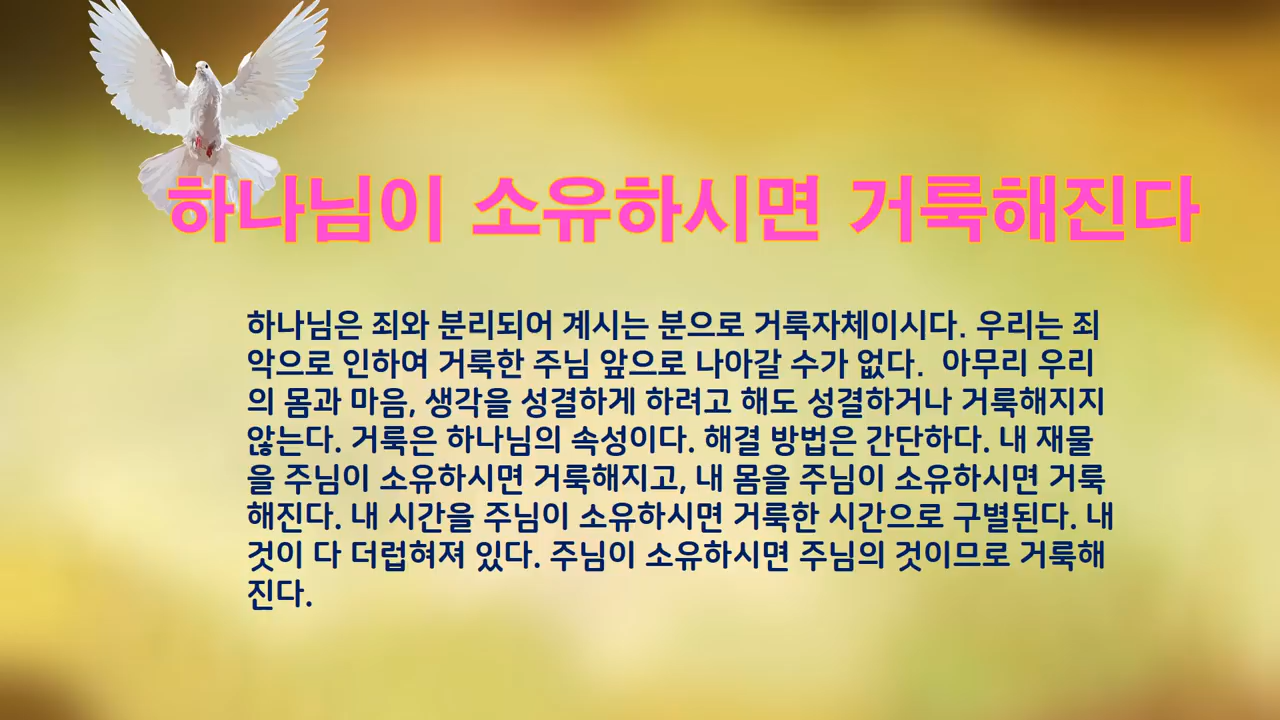 하나님이 소유하시면 거룩해진다
하나님은 죄와 분리되어 계시는 분으로 거룩자체이시다. 우리는 죄
악으로 인하여 거룩한 주님 앞으로 나아갈 수가 없다.  아무리 우리
의 몸과 마음, 생각을 성결하게 하려고 해도 성결하거나 거룩해지지
않는다. 거룩은 하나님의 속성이다. 해결 방법은 간단하다. 내 재물
을 주님이 소유하시면 거룩해지고, 내 몸을 주님이 소유하시면 거룩
해진다. 내 시간을 주님이 소유하시면 거룩한 시간으로 구별된다. 내
것이 다 더럽혀져 있다. 주님이 소유하시면 주님의 것이므로 거룩해
진다.